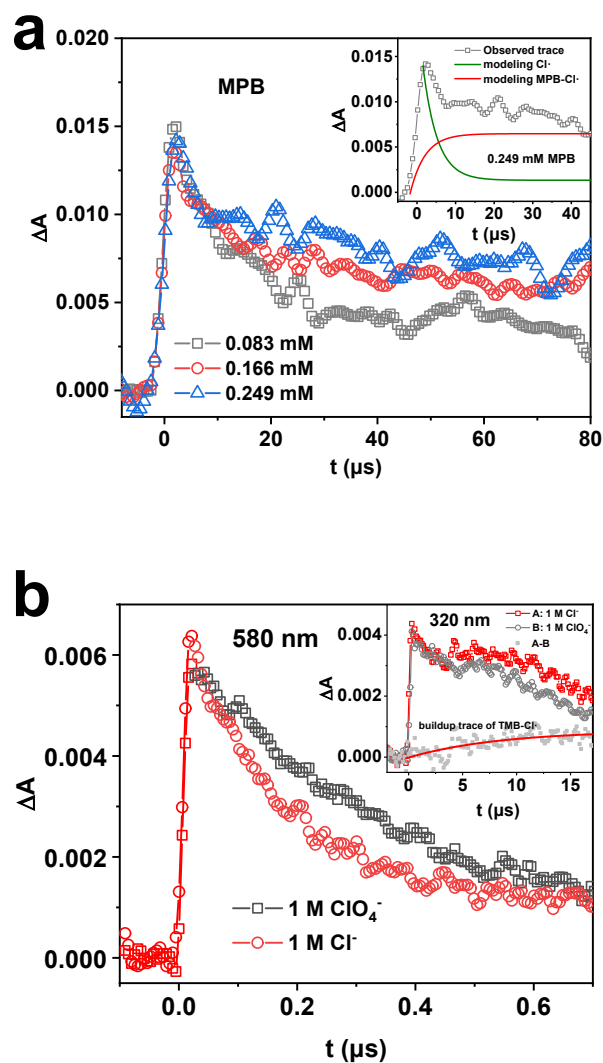 a
MPB
ΔA
0.020
0.015
0.010
0.005
0.000
0.083 mM
0.166 mM
0.249 mM
0 20 40 60 80
t (μs)
Observed trace
modeling Cl·
modeling MPB-Cl·
ΔA
0.015
0.010
0.005
0.000
0.249 mM MPB
0 10 20 30 40
t (μs)
b
580 nm
ΔA
0.006
0.004
0.002
0.000
1 M ClO₄⁻
1 M Cl⁻
0.0 0.2 0.4 0.6
t (μs)
320 nm
A: 1 M Cl⁻
B: 1 M ClO₄⁻
A-B
ΔA
0.004
0.002
0.000
buildup trace of TMB-Cl·
0 5 10 15
t (μs)